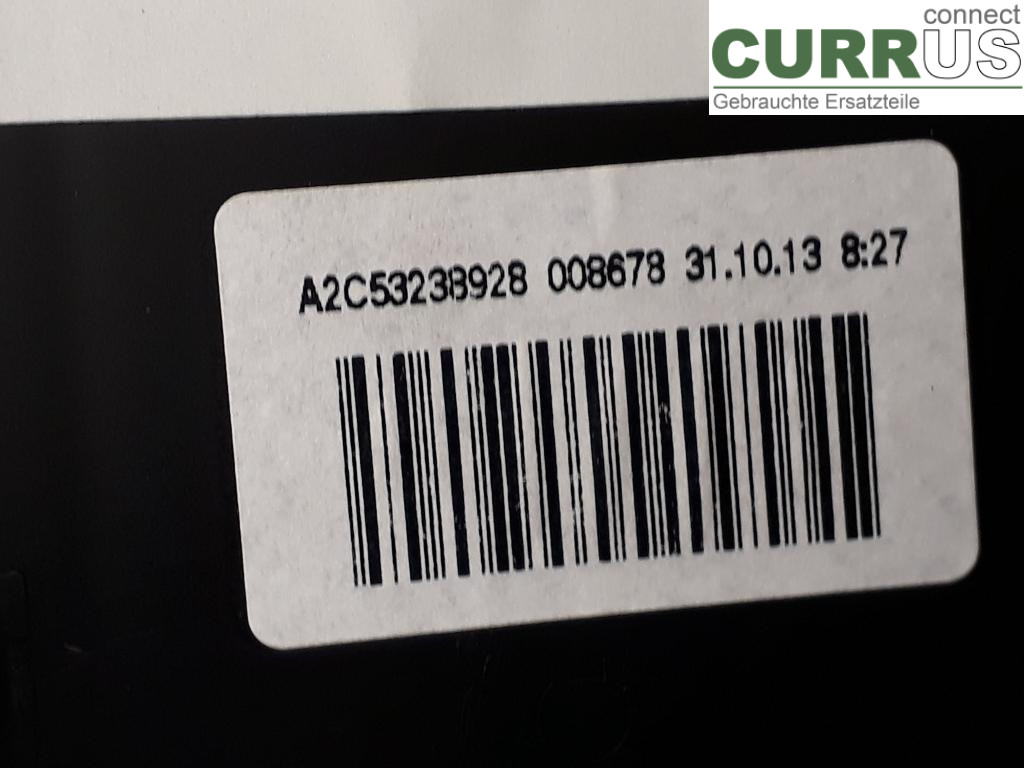 connect
CURRUS
Gebrauchte Ersatzteile
A2C53238928 008678 31.10.13 8:27